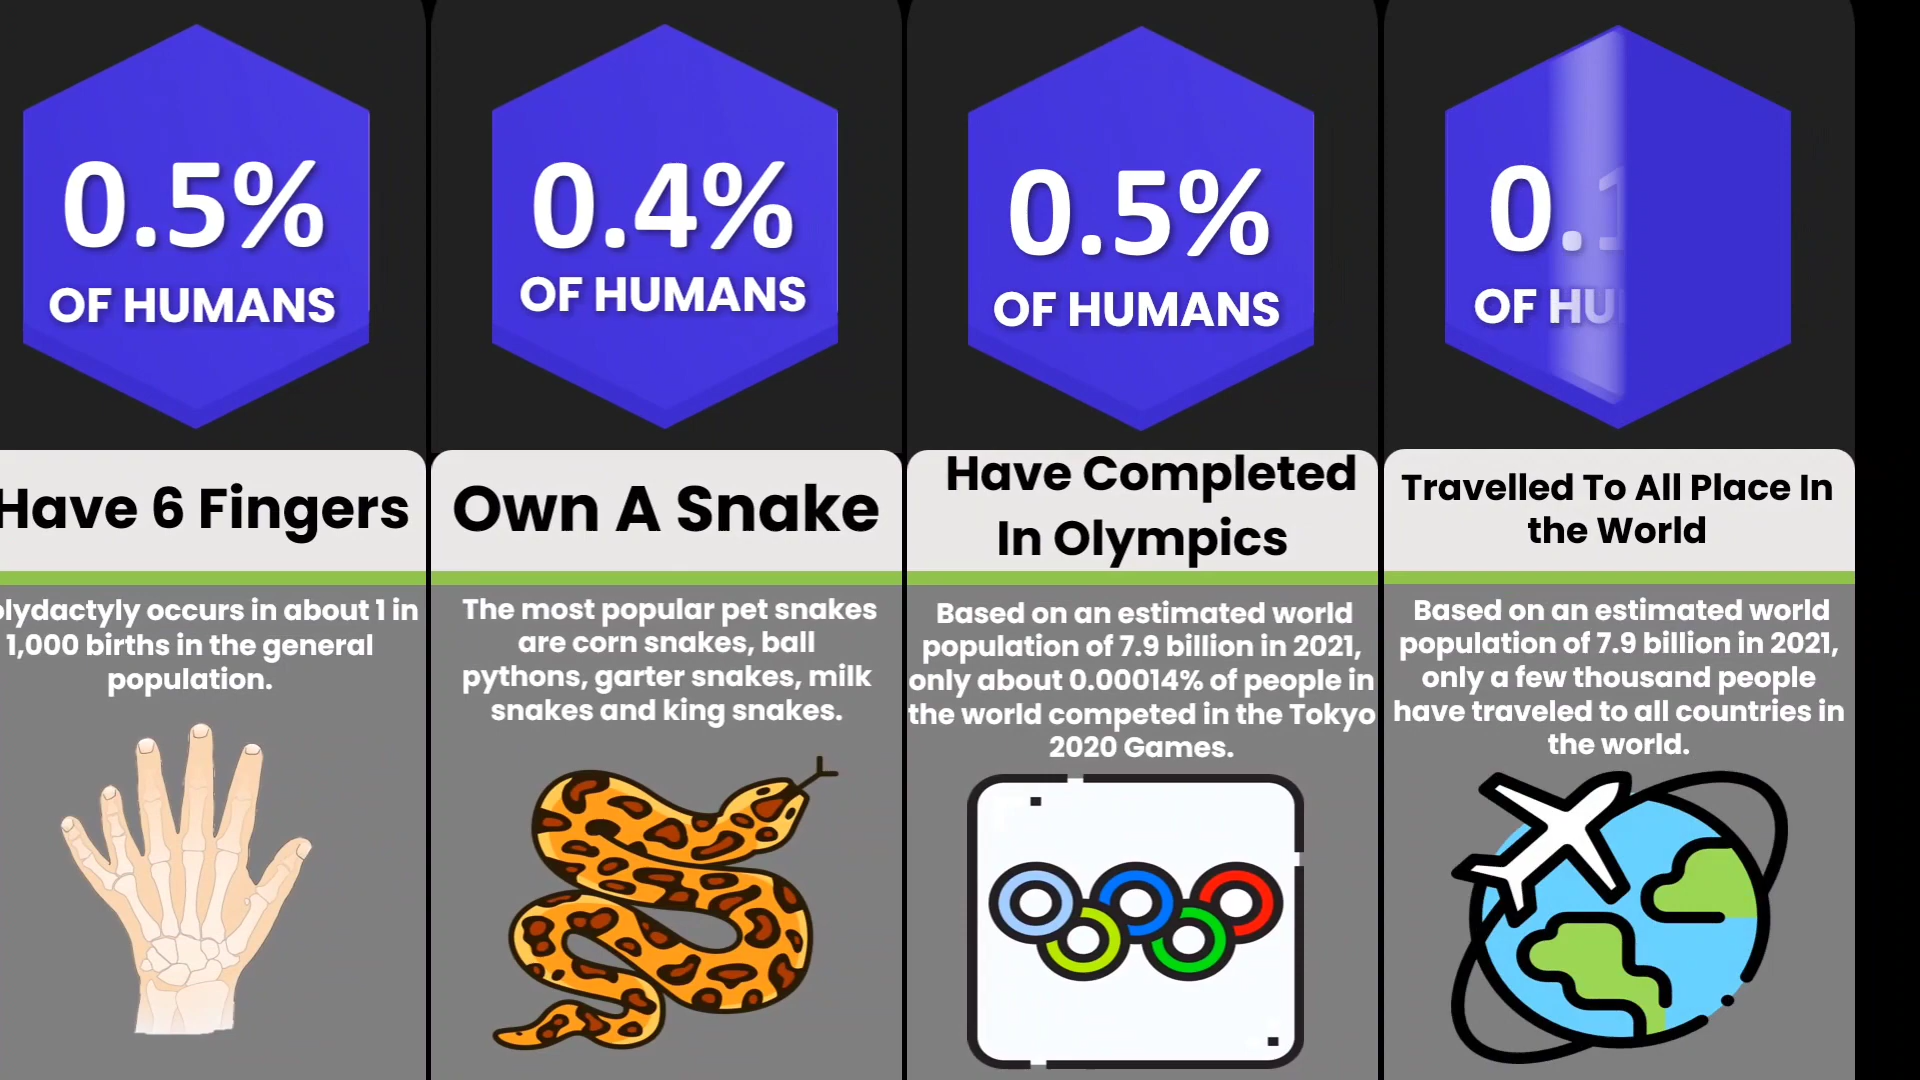 0.5%
OF HUMANS
Have 6 Fingers
olydactyly occurs in about 1 in
1,000 births in the general
population.
0.4%
OF HUMANS
Own A Snake
The most popular pet snakes
are corn snakes, ball
pythons, garter snakes, milk
snakes and king snakes.
0.5%
OF HUMANS
Have Completed
In Olympics
Based on an estimated world
population of 7.9 billion in 2021,
only about 0.00014% of people in
the world competed in the Tokyo
2020 Games.
0.1
OF HU
Travelled To All Place In
the World
Based on an estimated world
population of 7.9 billion in 2021,
only a few thousand people
have traveled to all countries in
the world.